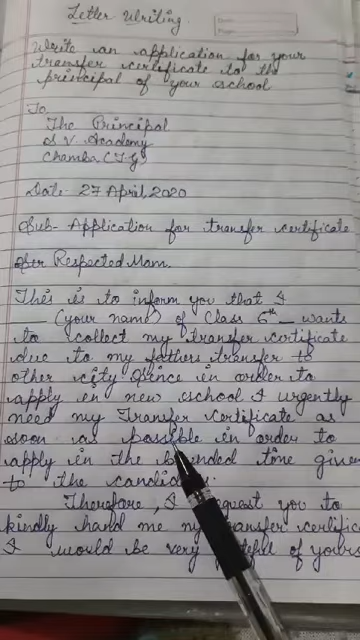 Letter Writing.
Write an application for your
transfer certificate to the
principal of your school
To
The Principal
S V. Academy
Chamba (T.G)
Date- 27 April, 2020
Sub- Application for transfer certificate
Respected Mam.
This is to inform you that I
__ (your name) of Class 6th _ wants
to collect my transfer certificate
due to my fathers transfer to
other city. Since in order to
apply in new school I urgently
need my Transfer certificate as
soon as possible in order to
apply in the time given
to the
Therefore, I request you to
kindly hand me my transfer certific
I would be very of yours